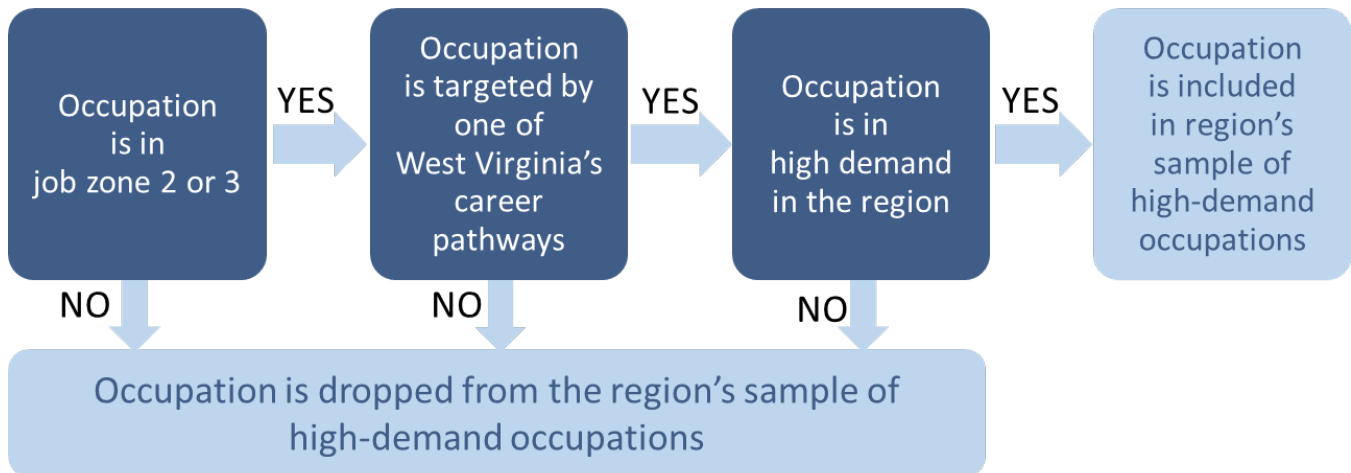 Occupation
is in
job zone 2 or 3
YES
Occupation
is targeted by
one of
West Virginia’s
career
pathways
YES
Occupation
is in
high demand
in the region
YES
Occupation
is included
in region’s
sample of
high-demand
occupations
NO
NO
NO
Occupation is dropped from the region’s sample of
high-demand occupations